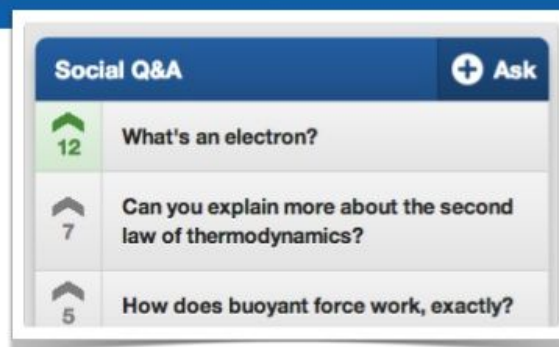 Social Q&A
Ask
12
What's an electron?
7
Can you explain more about the second
law of thermodynamics?
5
How does buoyant force work, exactly?